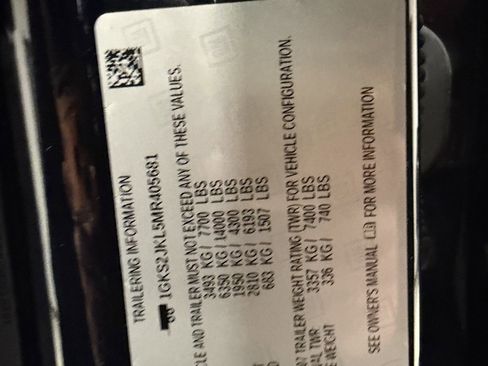 TRAILERING INFORMATION
1GKS2JKL5MR405681
CLE AND TRAILER MUST NOT EXCEED ANY OF THESE VALUES.
3493 KG/ 7700 LBS
6350 KG/ 14000 LBS
1950 KG/ 4300 LBS
2810 KG/ 6193 LBS
683 KG/ 1507 LBS
07 TRAILER WEIGHT RATING (TWR) FOR VEHICLE CONFIGURATION.
AL TWR 3357 KG/ 7400 LBS
E WEIGHT 336 KG/ 740 LBS
SEE OWNER'S MANUAL FOR MORE INFORMATION